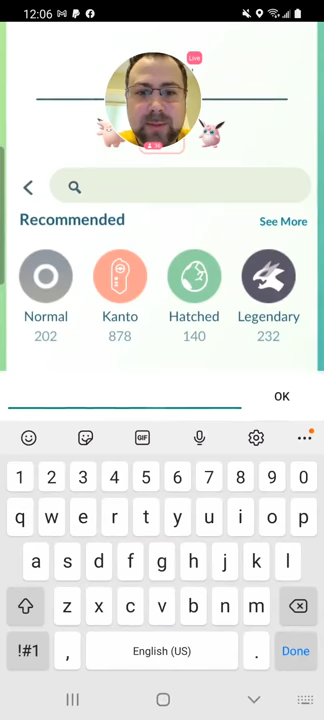 12:06
Live
Recommended
See More
Normal
Kanto
Hatched
Legendary
202
878
140
232
OK
GIF
1 2 3 4 5 6 7 8 9 0
q w e r t y u i o p
a s d f g h j k l
z x c v b n m
!#1 , English (US) . Done